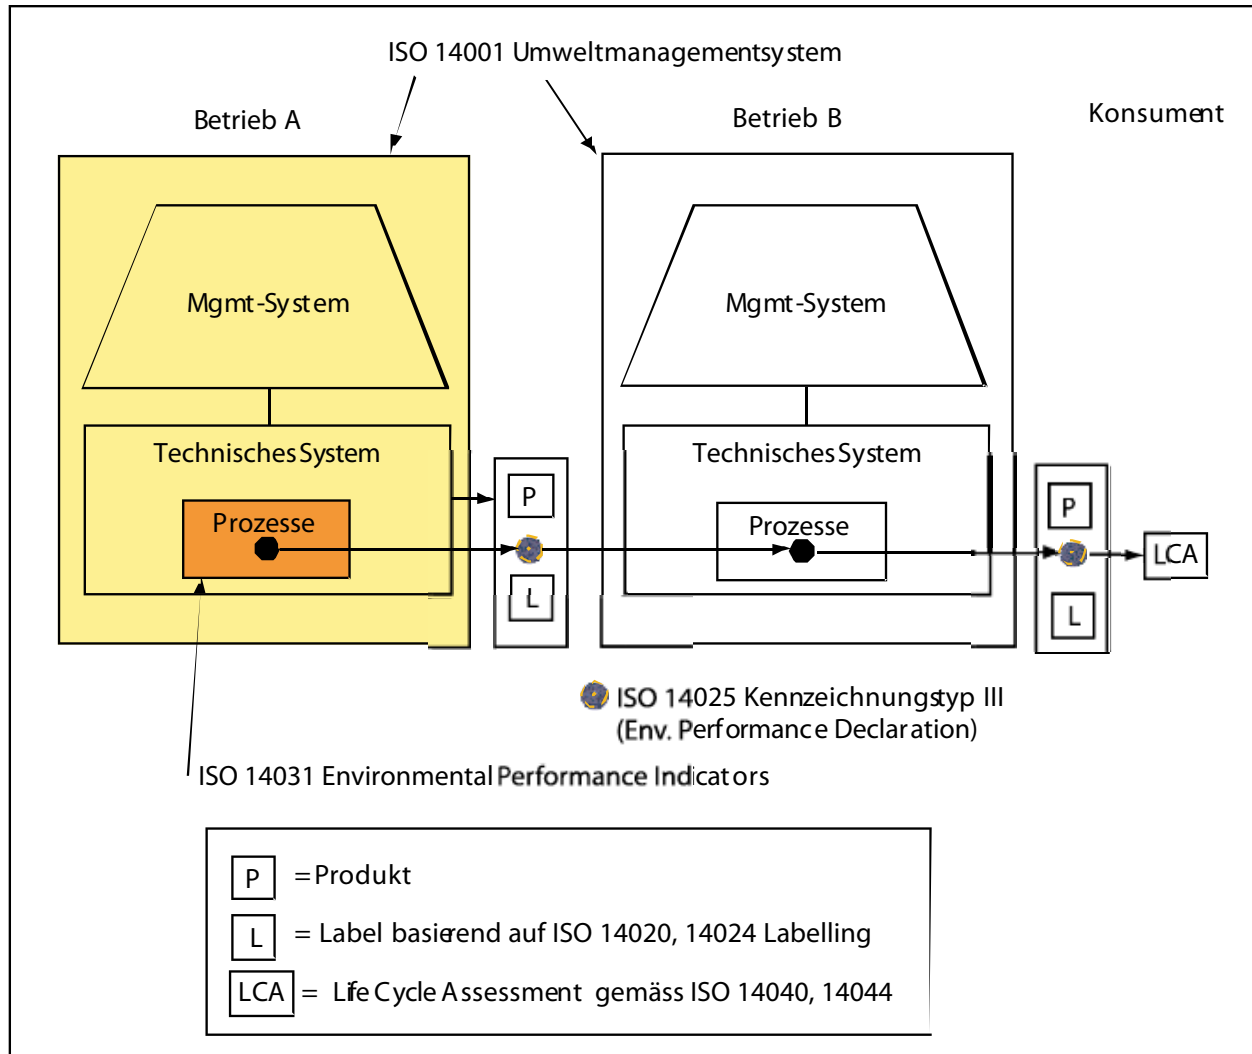 ISO 14001 Umweltmanagementsystem
Betrieb A
Betrieb B
Konsument
Mgmt-System
Mgmt-System
Technisches System
Technisches System
P
P
Prozesse
Prozesse
LCA
L
L
ISO 14025 Kennzeichnungstyp III
(Env. Performance Declaration)
ISO 14031 Environmental Performance Indicators
P = Produkt
L = Label basierend auf ISO 14020, 14024 Labelling
LCA = Life Cycle Assessment gemäss ISO 14040, 14044